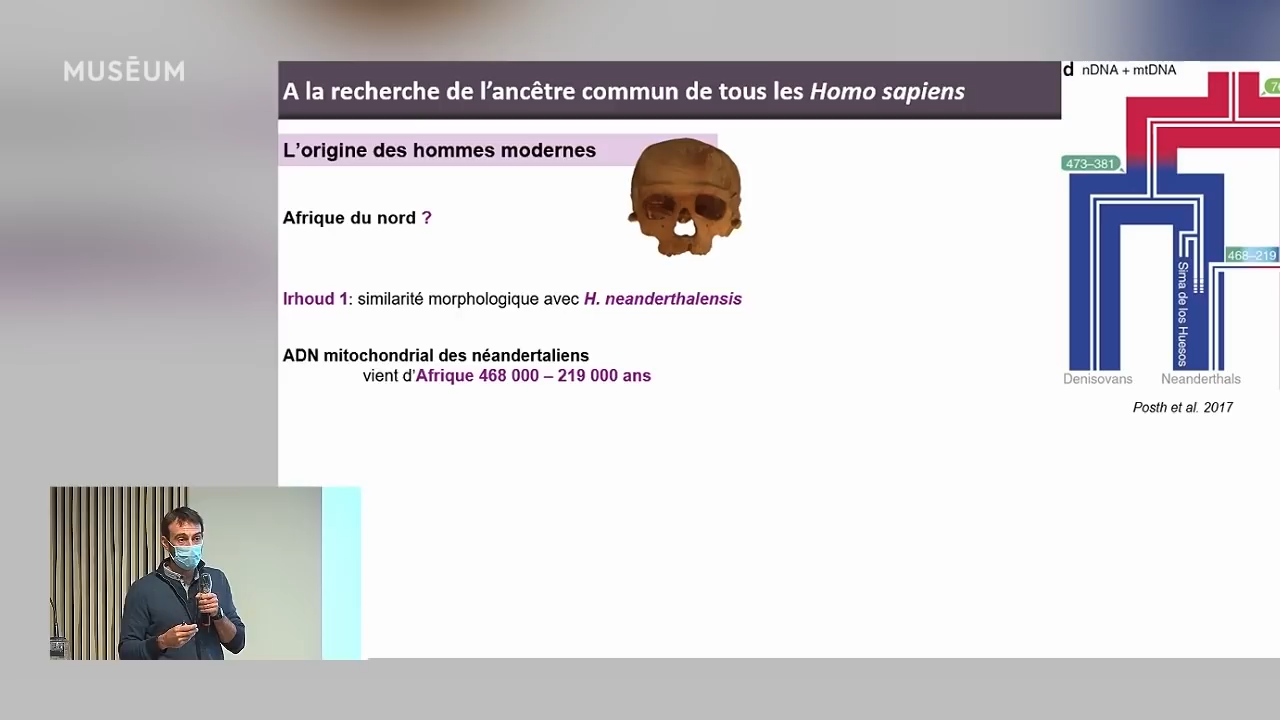 MUSĒUM
A la recherche de l'ancêtre commun de tous les Homo sapiens
L'origine des hommes modernes
Afrique du nord ?
Irhoud 1: similarité morphologique avec H. neanderthalensis
ADN mitochondrial des néandertaliens
vient d'Afrique 468 000 – 219 000 ans
d nDNA + mtDNA
473–381
468–219
Sima de los Huesos
Denisovans
Neanderthals
Posth et al. 2017